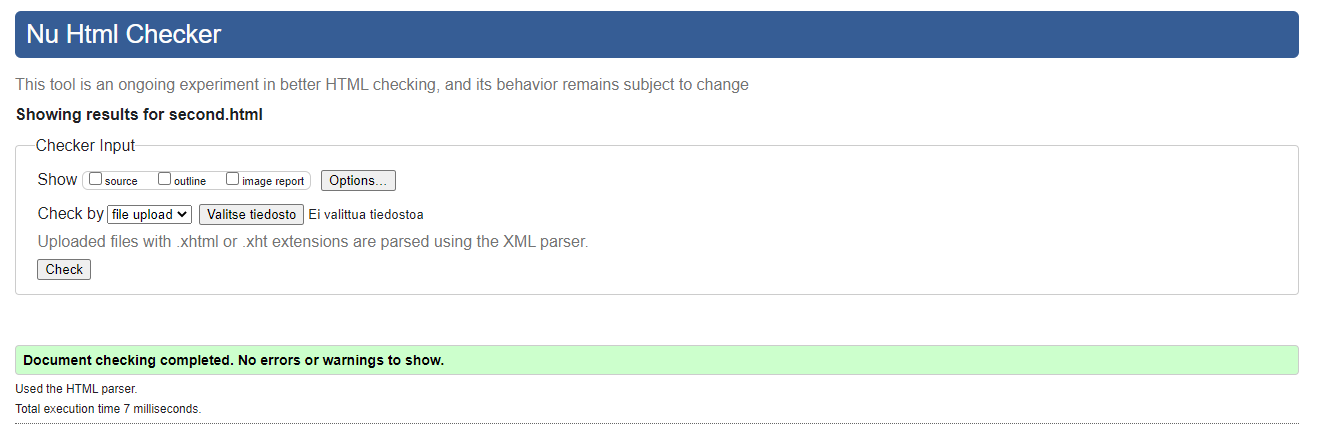 Nu Html Checker
This tool is an ongoing experiment in better HTML checking, and its behavior remains subject to change
Showing results for second.html
Checker Input
Show source outline image report Options...
Check by file upload Valitse tiedosto Ei valittua tiedostoa
Uploaded files with .xhtml or .xht extensions are parsed using the XML parser.
Check
Document checking completed. No errors or warnings to show.
Used the HTML parser.
Total execution time 7 milliseconds.